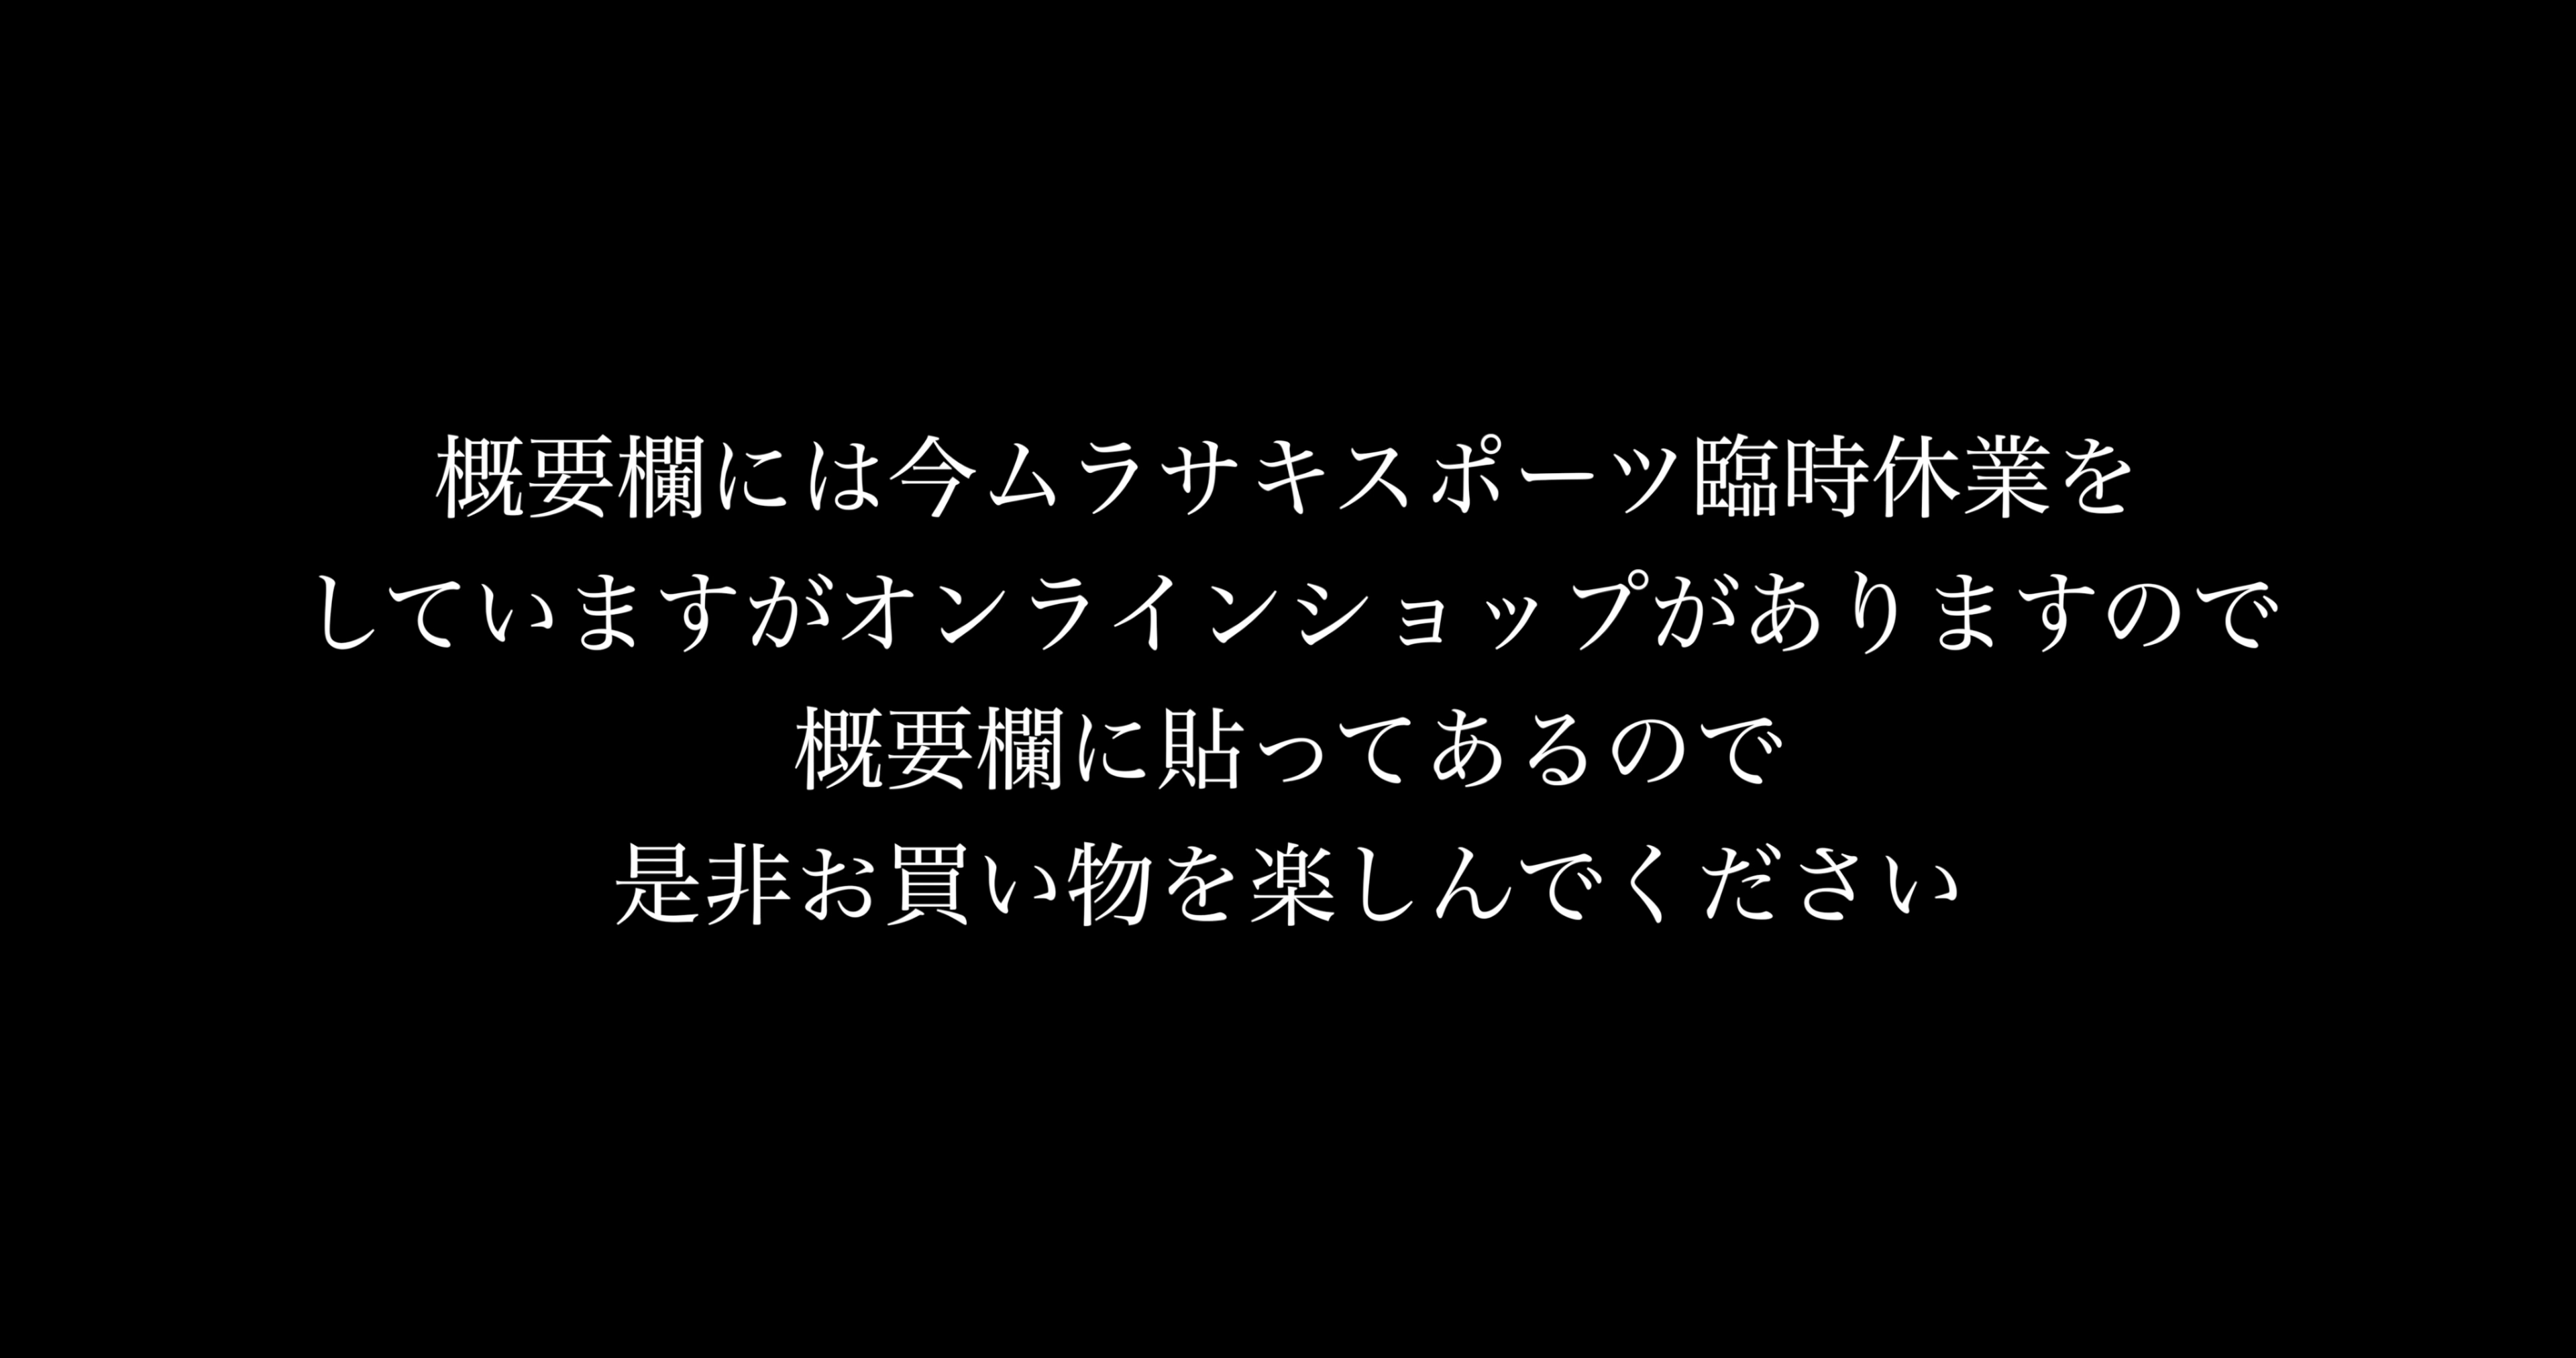 概要欄には今ムラサキスポーツ臨時休業を
していますがオンラインショップがありますので
概要欄に貼ってあるので
是非お買い物を楽しんでください